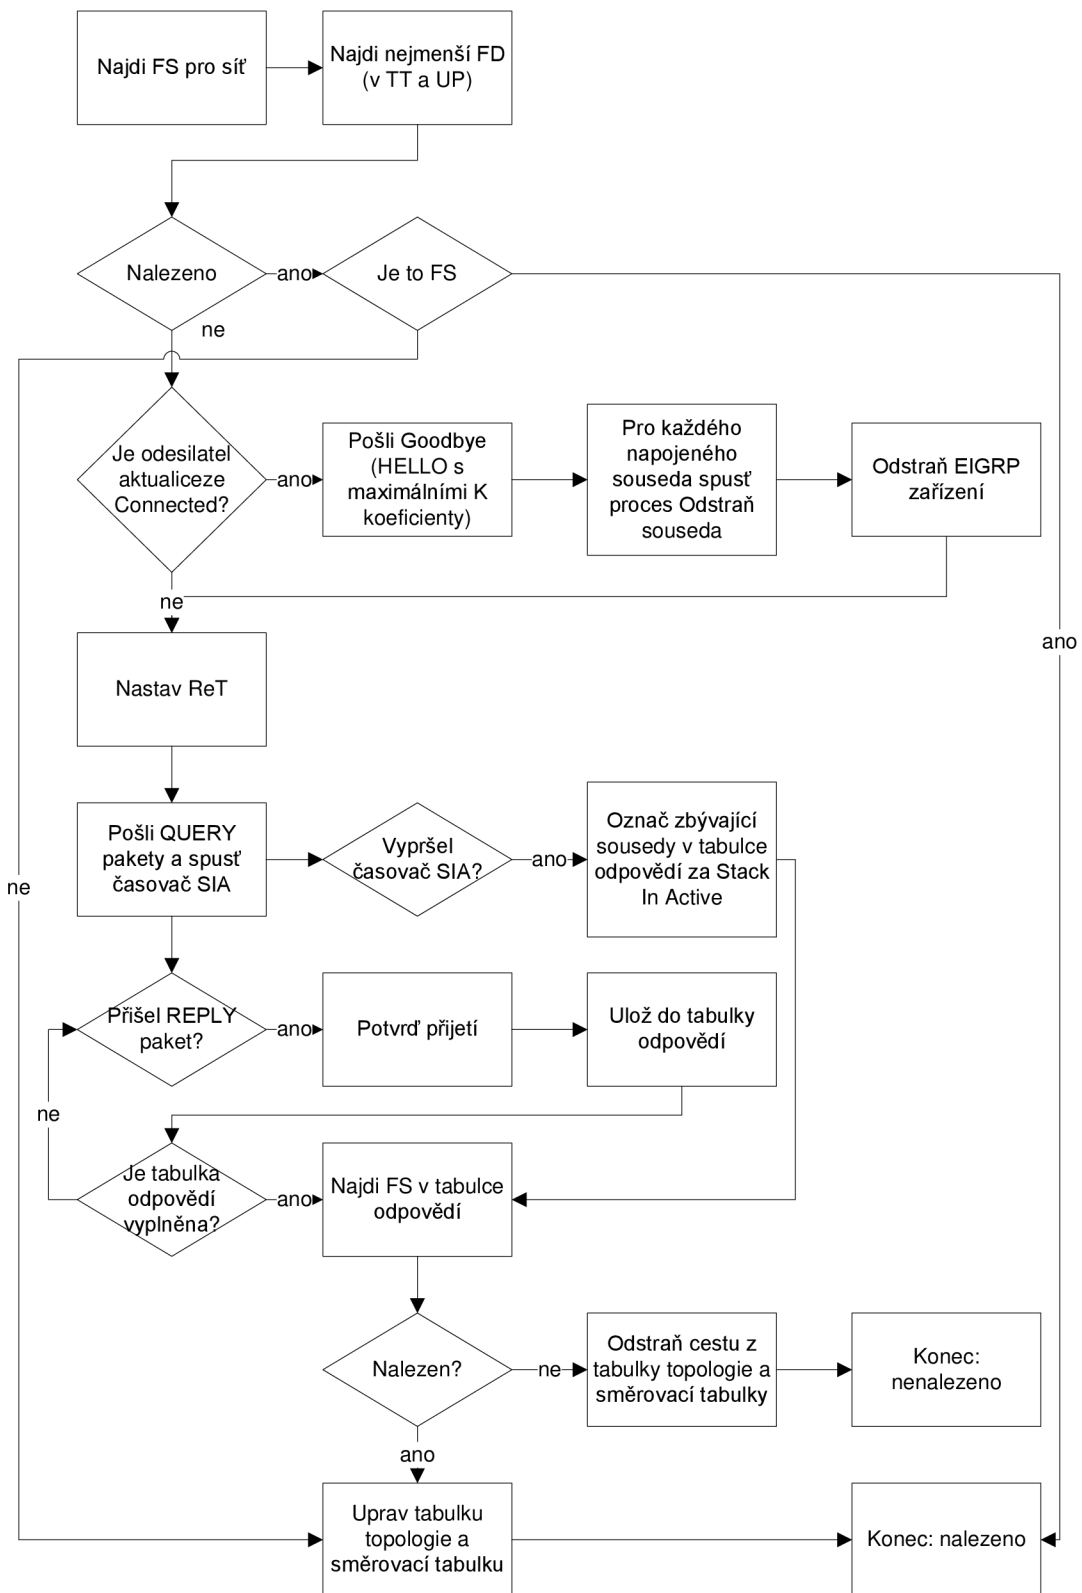 Najdi FS pro síť
Najdi nejmenší FD
(v TT a UP)
Nalezeno
ano
Je to FS
ne
Je odesilatel
aktualiceze
Connected?
ano
Pošli Goodbye
(HELLO s
maximálními K
koeficienty)
Pro každého
napojeného
souseda spusť
proces Odstraň
souseda
Odstraň EIGRP
zařízení
ne
ano
Nastav ReT
Pošli QUERY
pakety a spusť
časovač SIA
Vypršel
časovač SIA?
ano
Označ zbývající
sousedy v tabulce
odpovědí za Stack
In Active
ne
Přišel REPLY
paket?
ano
Potvrď přijetí
Ulož do tabulky
odpovědí
ne
Je tabulka
odpovědí
vyplněna?
ano
Najdi FS v tabulce
odpovědí
Nalezen?
ne
Odstraň cestu z
tabulky topologie a
směrovací tabulky
Konec:
nenalezeno
ano
Uprav tabulku
topologie a
směrovací tabulku
Konec: nalezeno